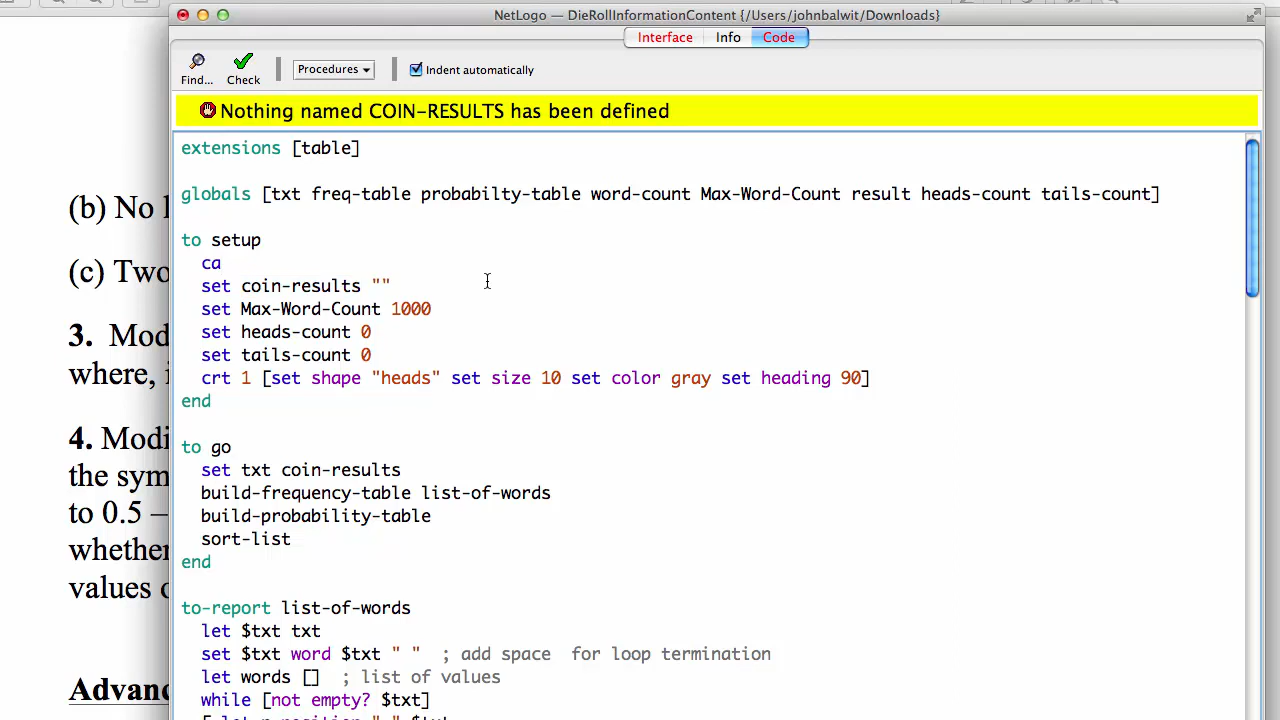 NetLogo — DieRollInformationContent {/Users/johnbalwit/Downloads}
Interface Info Code
Find... Check Procedures Indent automatically
Nothing named COIN-RESULTS has been defined
extensions [table]
globals [txt freq-table probabilty-table word-count Max-Word-Count result heads-count tails-count]
to setup
ca
set coin-results ""
set Max-Word-Count 1000
set heads-count 0
set tails-count 0
crt 1 [set shape "heads" set size 10 set color gray set heading 90]
end
to go
set txt coin-results
build-frequency-table list-of-words
build-probability-table
sort-list
end
to-report list-of-words
let $txt txt
set $txt word $txt " " ; add space for loop termination
let words [] ; list of values
while [not empty? $txt]
(b) No
(c) Two
3. Mod
where,
4. Modi
the sym
to 0.5 —
whether
values
Advanc